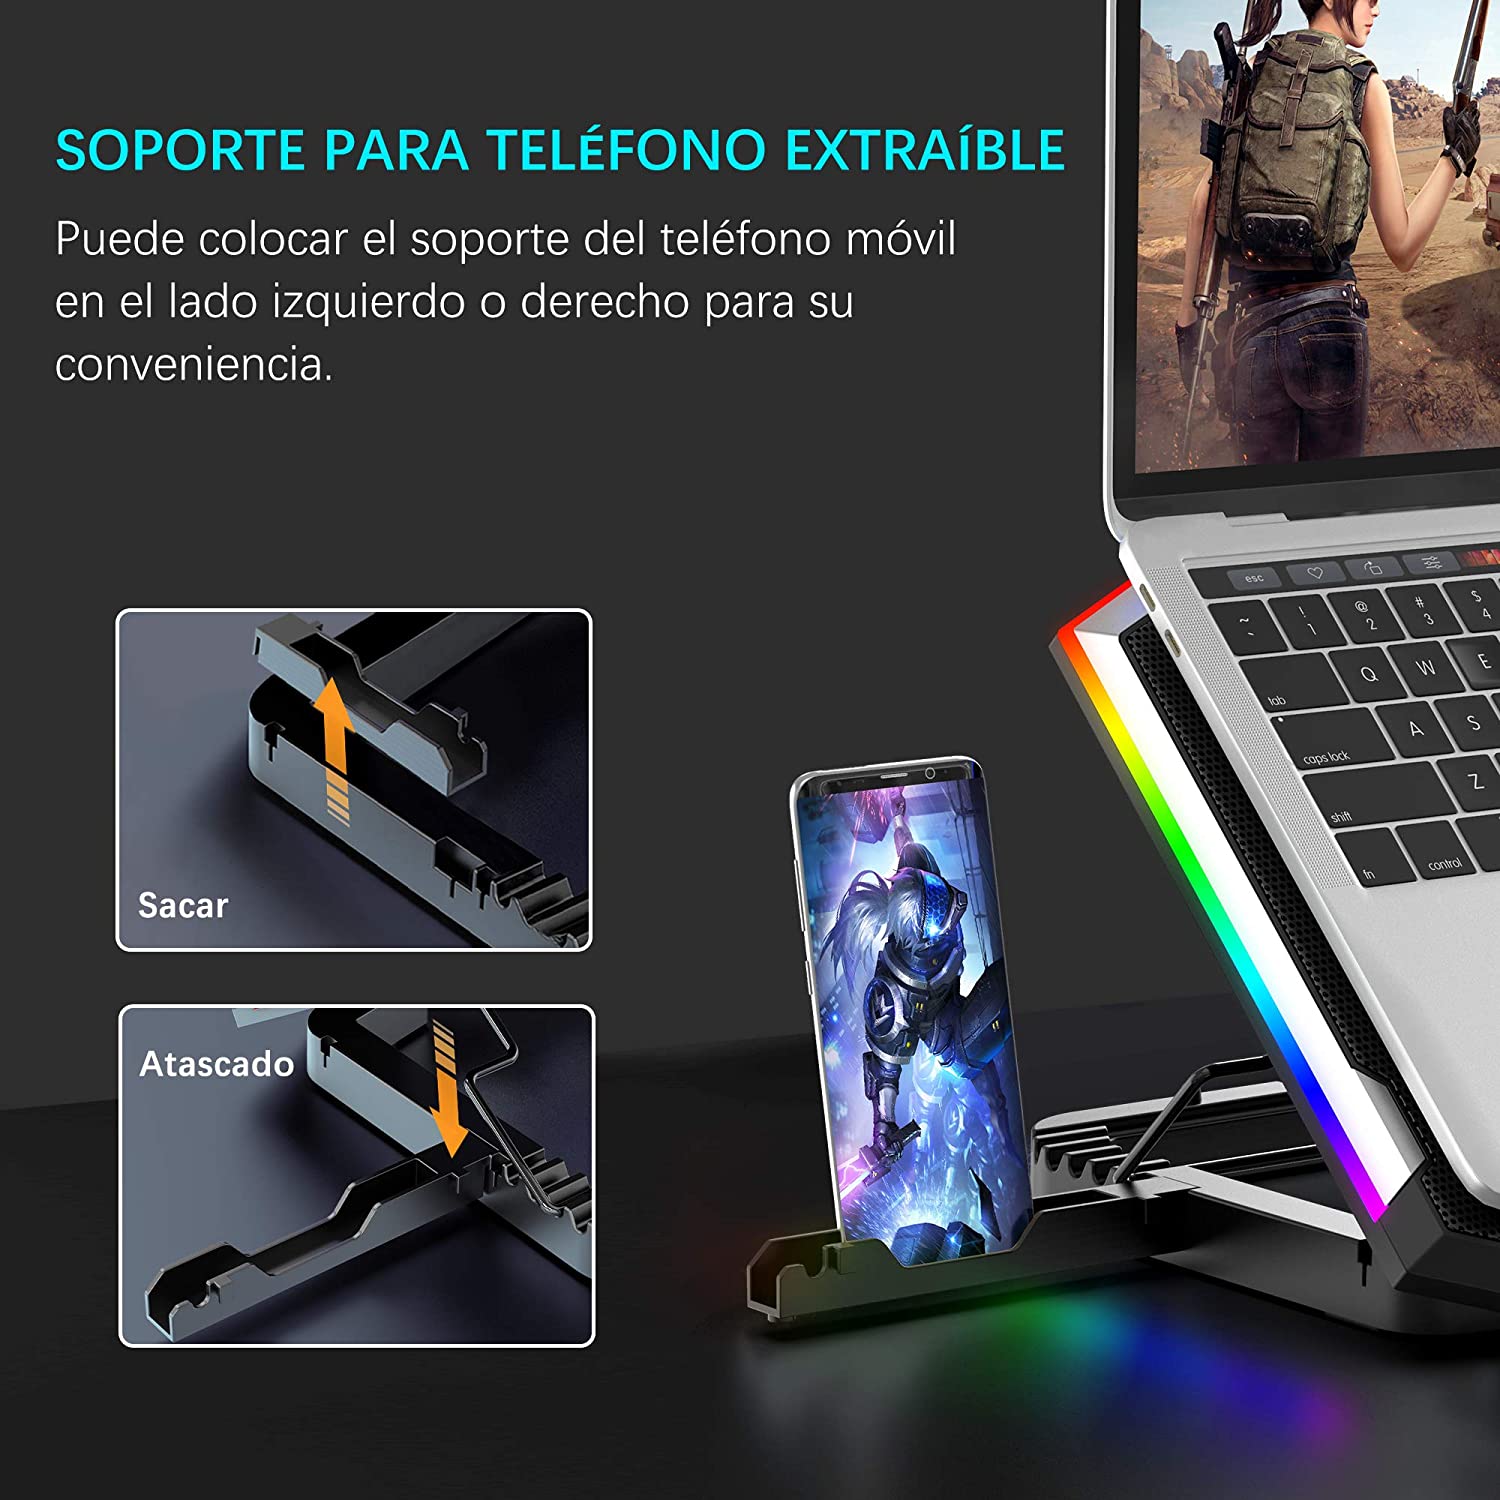 SOPORTE PARA TELÉFONO EXTRAÍBLE
Puede colocar el soporte del teléfono móvil
en el lado izquierdo o derecho para su
conveniencia.
Sacar
Atascado
esc
~ ! @ # $
` 1 2 3 4
tab Q W E
caps lock A S
shift Z
fn control